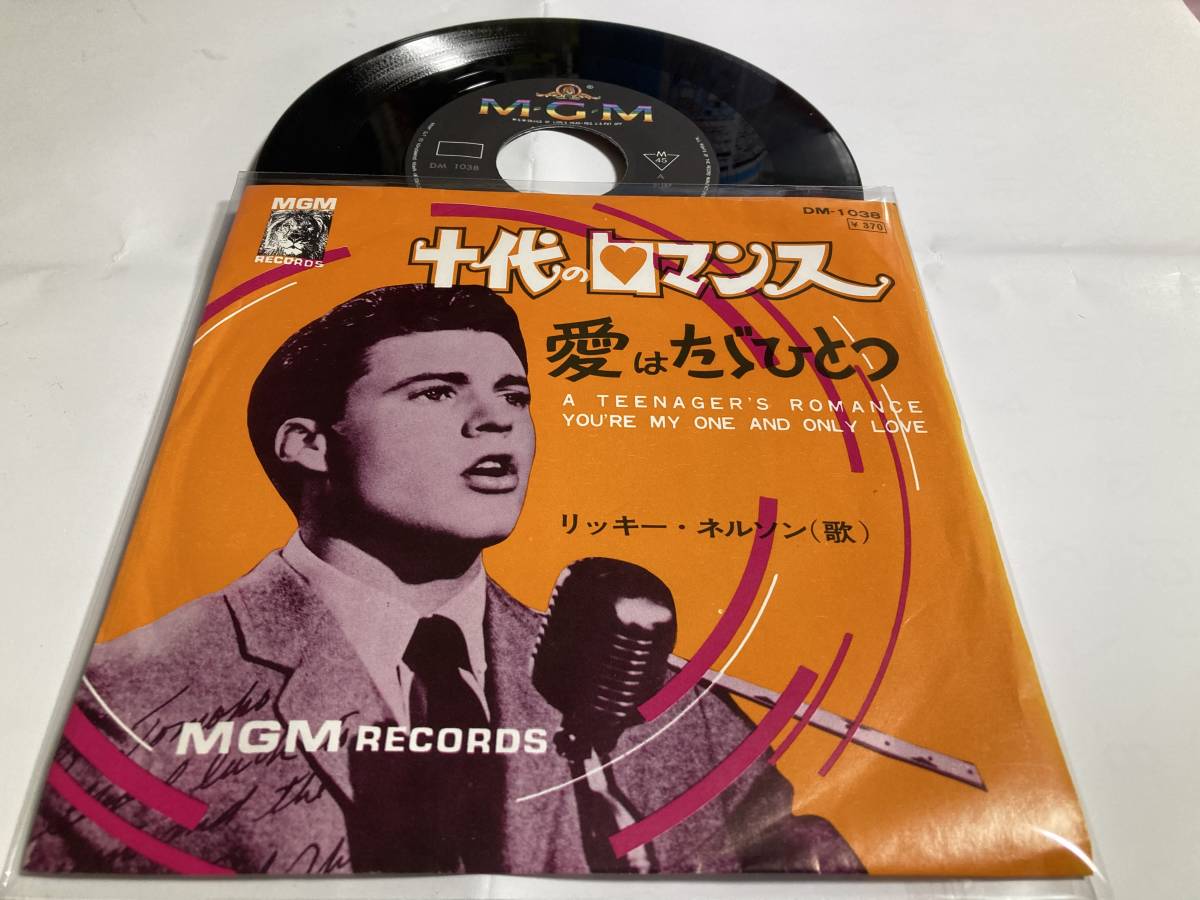 M-G-M
DM 1038
M
45
A
MGM
RECORDS
DM-1038
¥370
十代のロマンス
愛はたゞひとつ
A TEENAGER'S ROMANCE
YOU'RE MY ONE AND ONLY LOVE
リッキー・ネルソン(歌)
MGM RECORDS